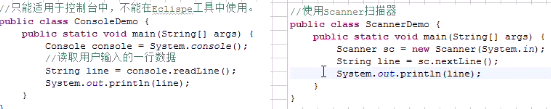 //只能适用于控制台中，不能在Eclispe工具中使用。
public class ConsoleDemo {
    public static void main(String[] args) {
        Console console = System.console();
        //读取用户输入的一行数据
        String line = console.readLine();
        System.out.println(line);
    }
}
//使用Scanner扫描器
public class ScannerDemo {
    public static void main(String[] args) {
        Scanner sc = new Scanner(System.in);
        String line = sc.nextLine();
        System.out.println(line);
    }
}